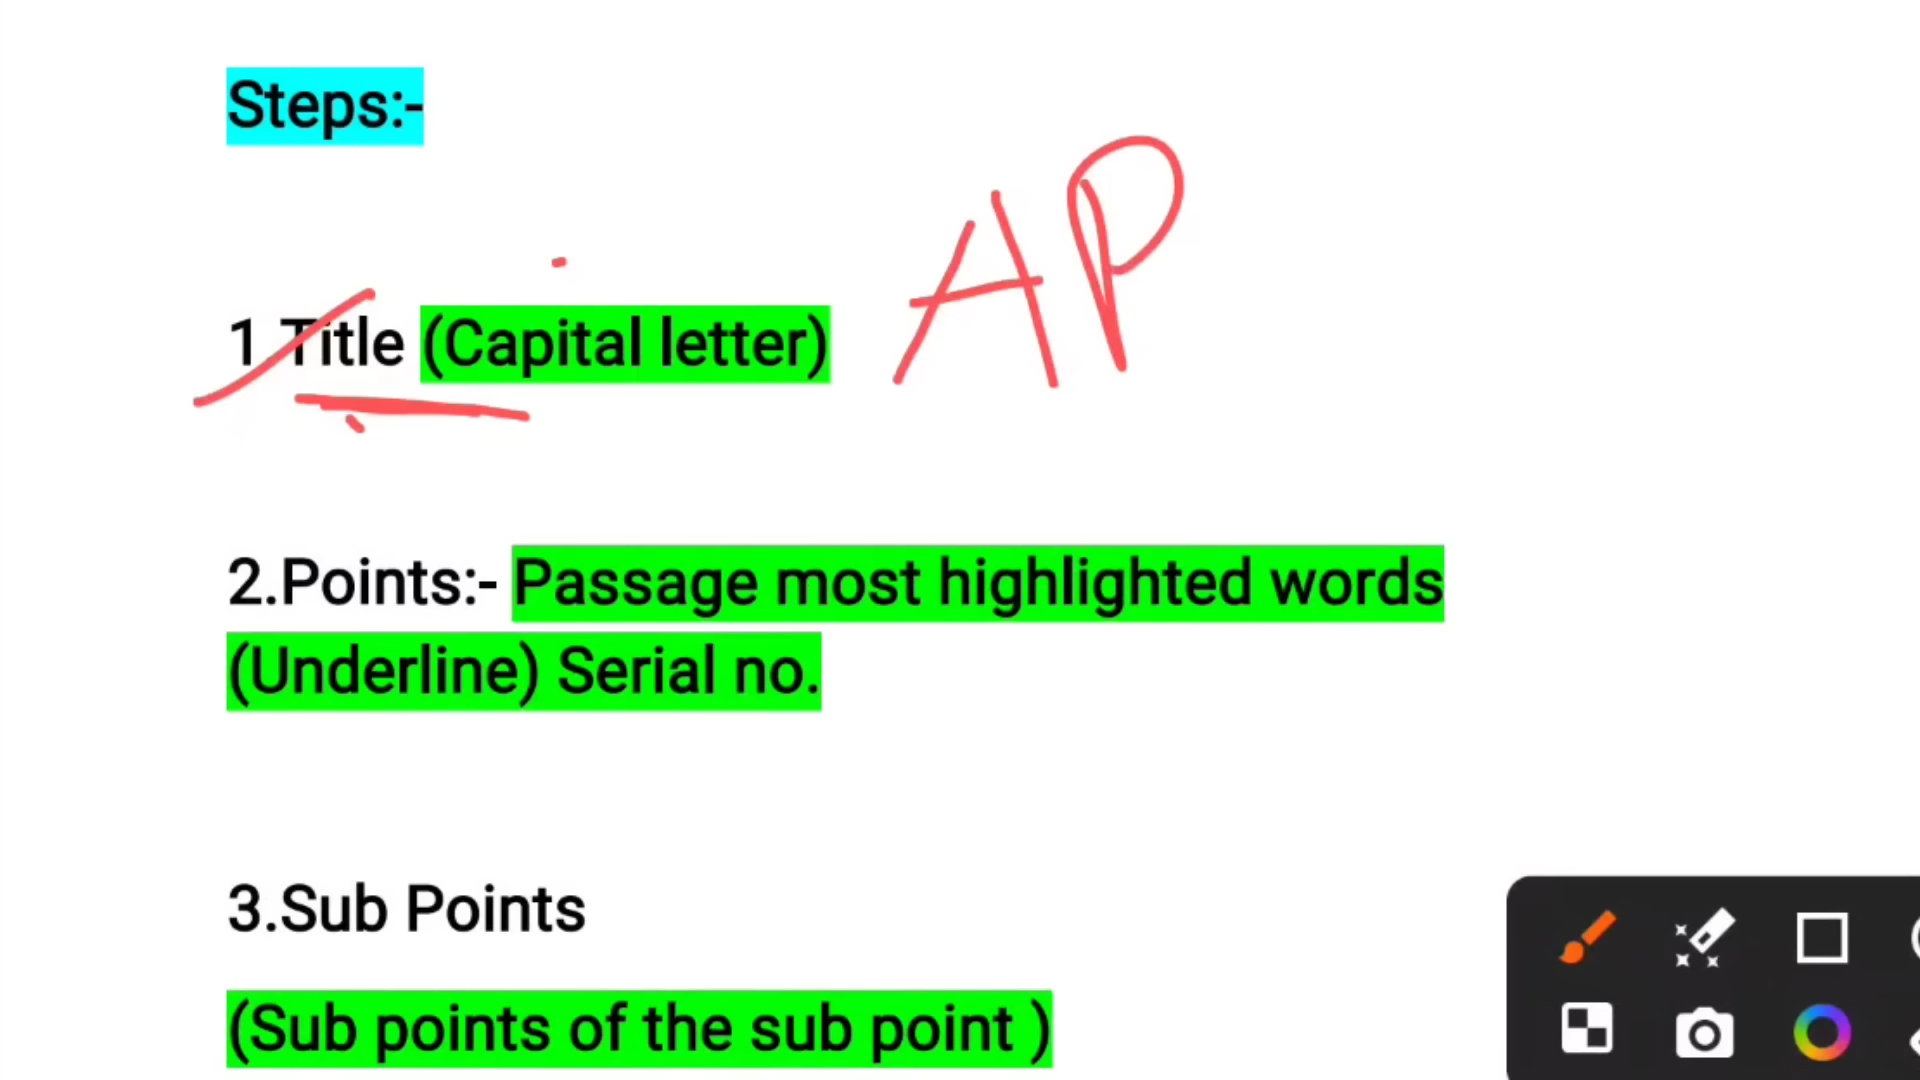 Steps:-
AP
1.Title (Capital letter)
2.Points:- Passage most highlighted words
(Underline) Serial no.
3.Sub Points
(Sub points of the sub point )